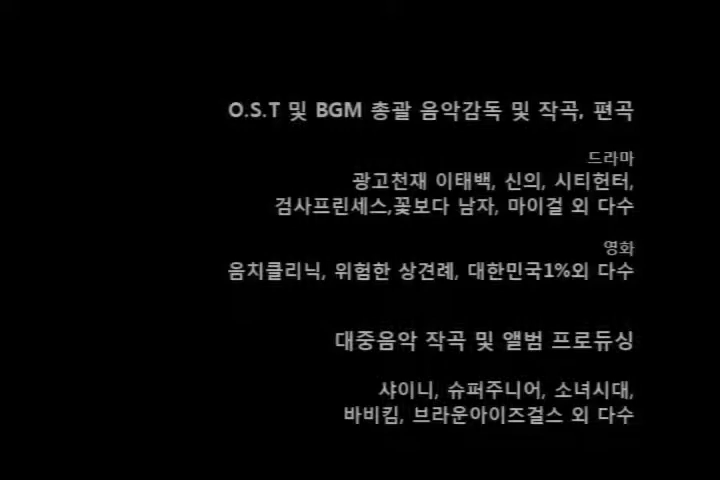 O.S.T 및 BGM 총괄 음악감독 및 작곡, 편곡
드라마
광고천재 이태백, 신의, 시티헌터,
검사프린세스,꽃보다 남자, 마이걸 외 다수
영화
음치클리닉, 위험한 상견례, 대한민국1%외 다수
대중음악 작곡 및 앨범 프로듀싱
샤이니, 슈퍼주니어, 소녀시대,
바비킴, 브라운아이즈걸스 외 다수